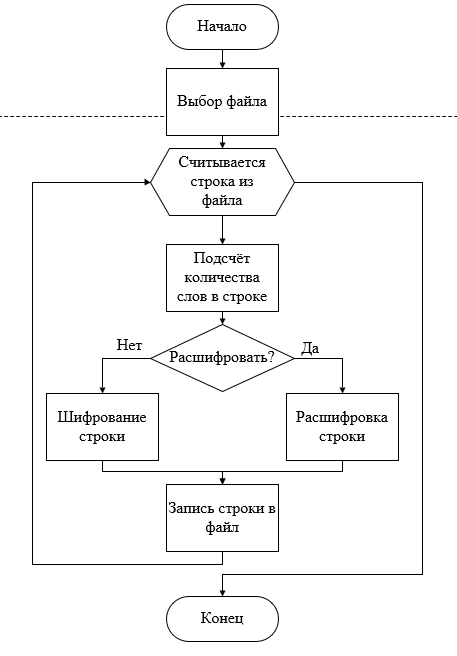 Начало
Выбор файла
Считывается
строка из
файла
Подсчёт
количества
слов в строке
Нет
Расшифровать?
Да
Шифрование
строки
Расшифровка
строки
Запись строки в
файл
Конец